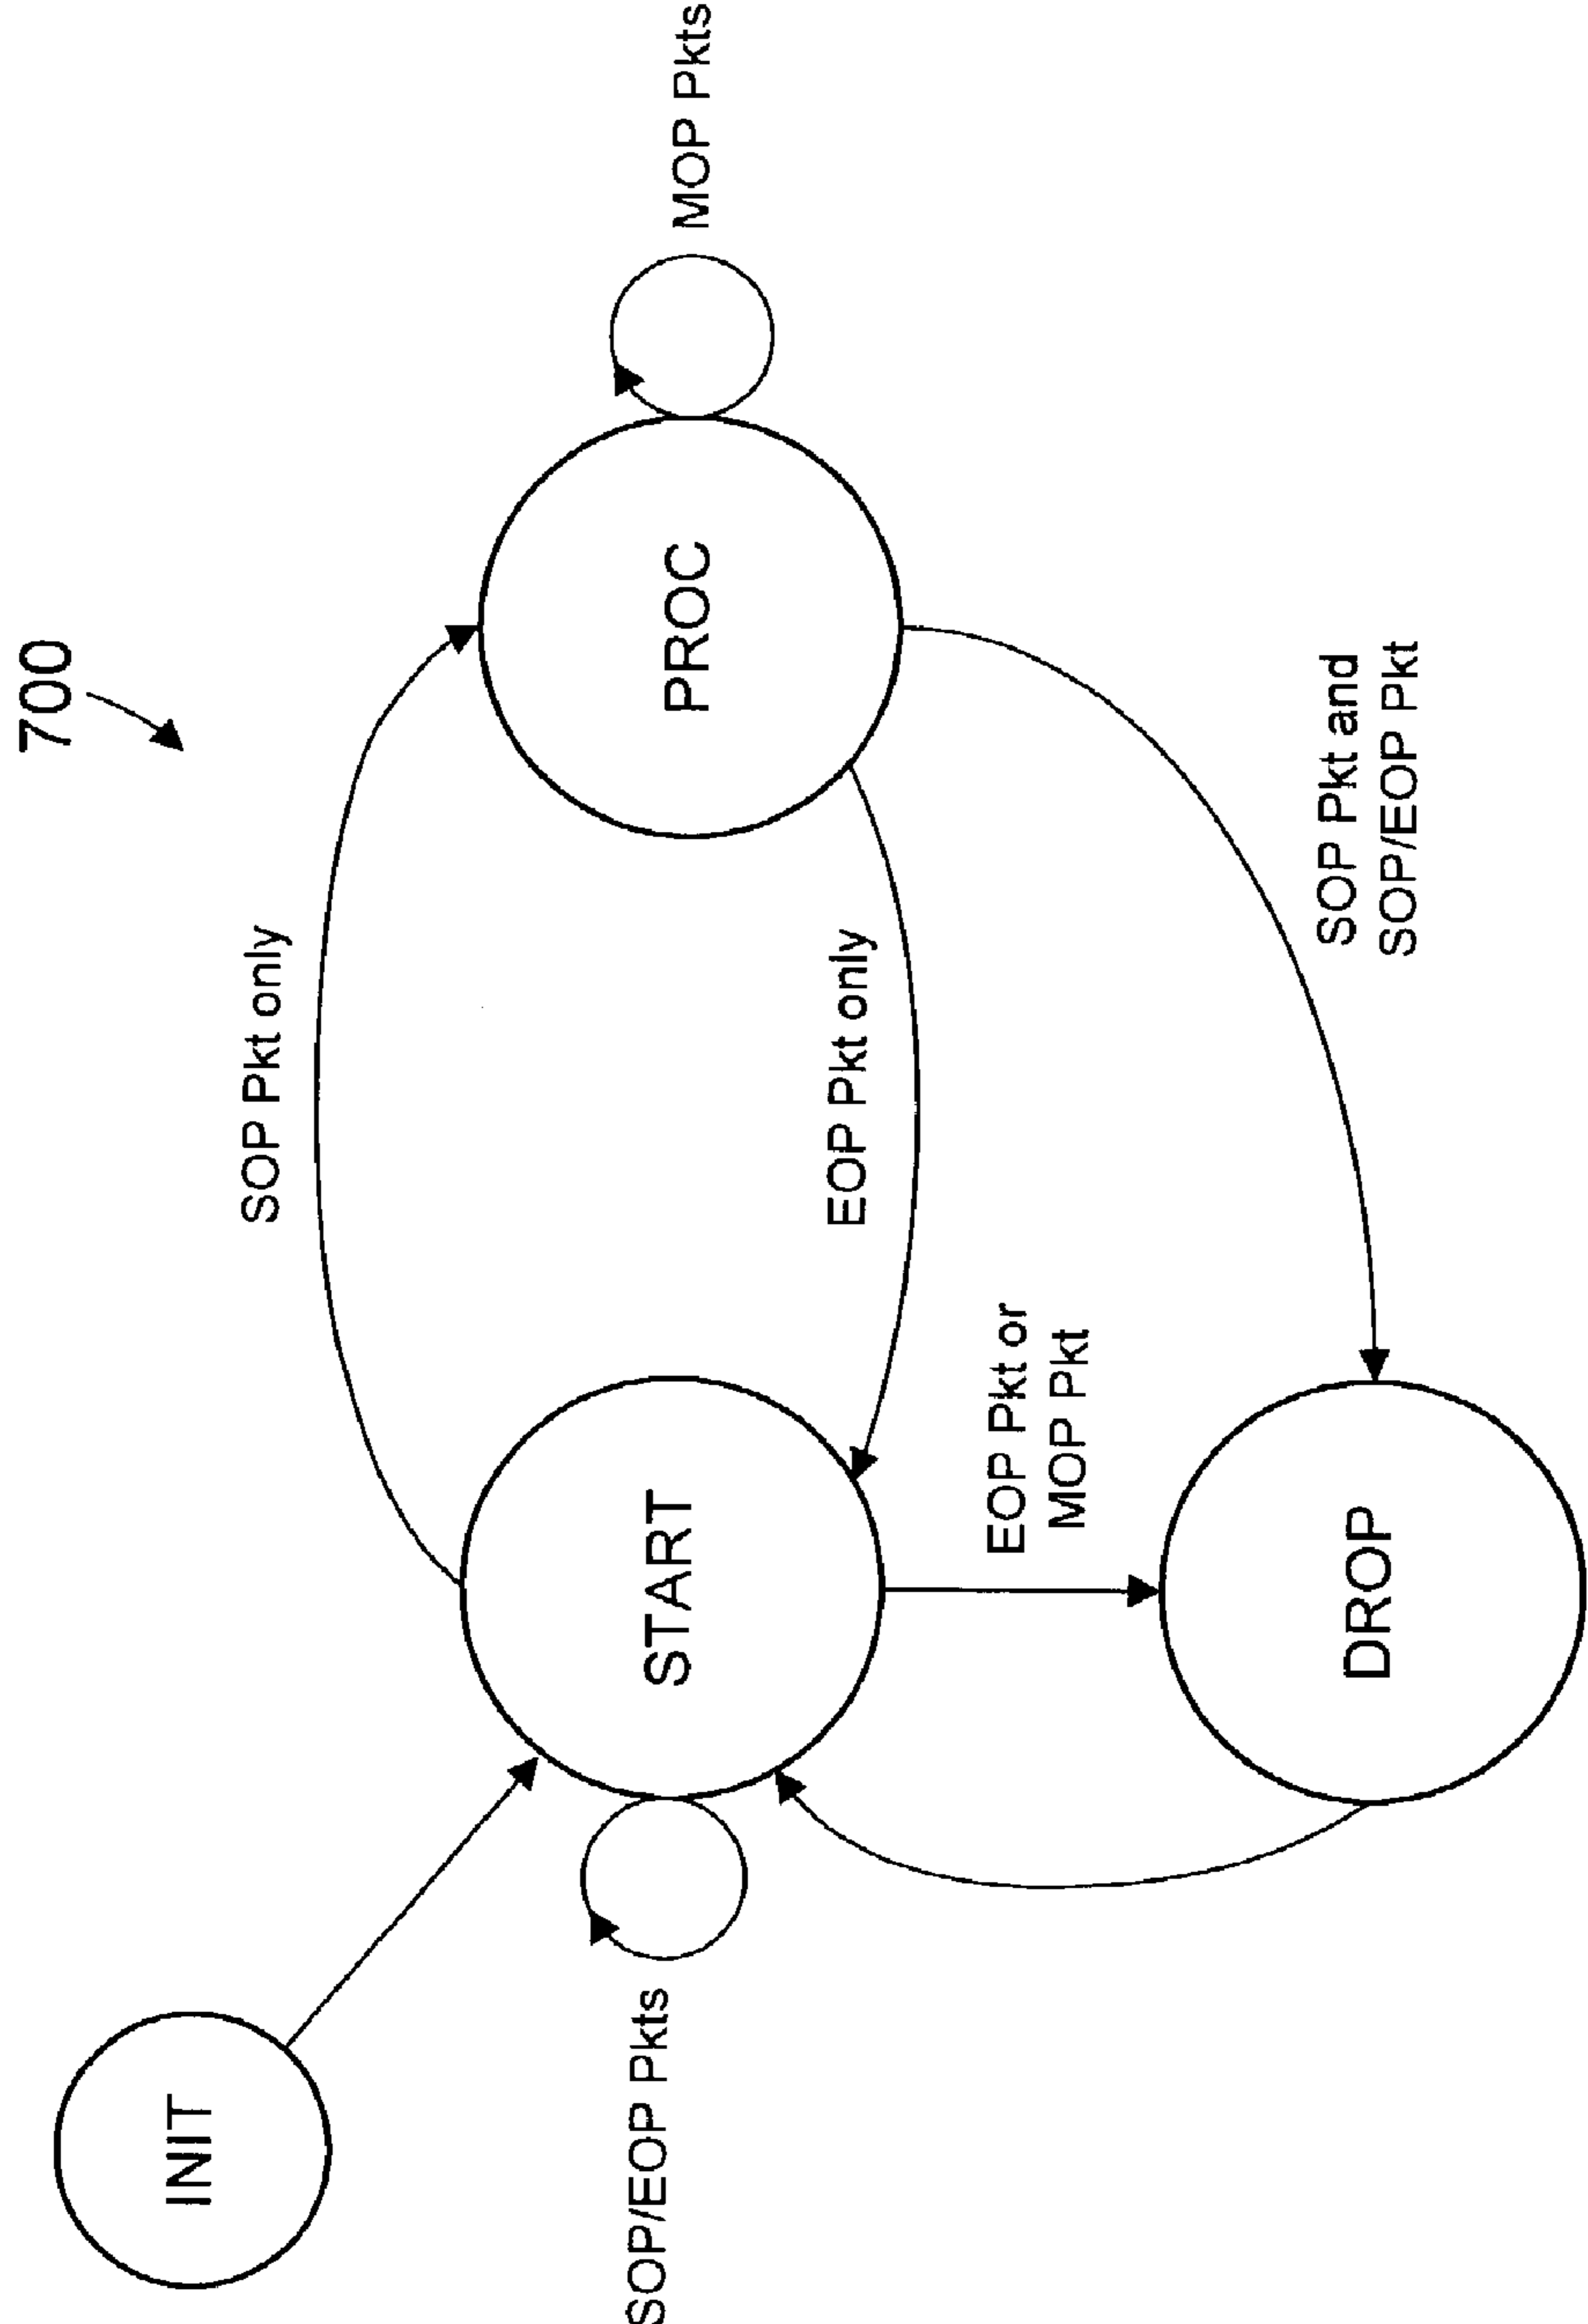 700
INIT
SOP Pkt only
SOP/EOP Pkts
START
PROC
MOP Pkts
EOP Pkt only
EOP Pkt or
MOP Pkt
DROP
SOP Pkt and
SOP/EOP Pkt